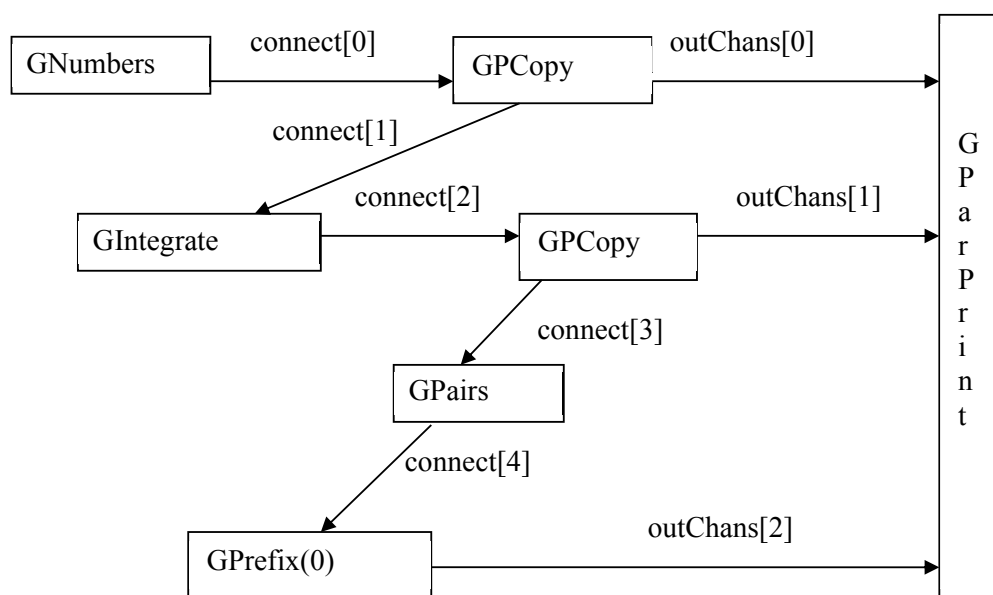 connect[0]
outChans[0]
GNumbers
GPCopy
connect[1]
connect[2]
outChans[1]
GIntegrate
GPCopy
connect[3]
GPairs
connect[4]
outChans[2]
GPrefix(0)
G
P
a
r
P
r
i
n
t